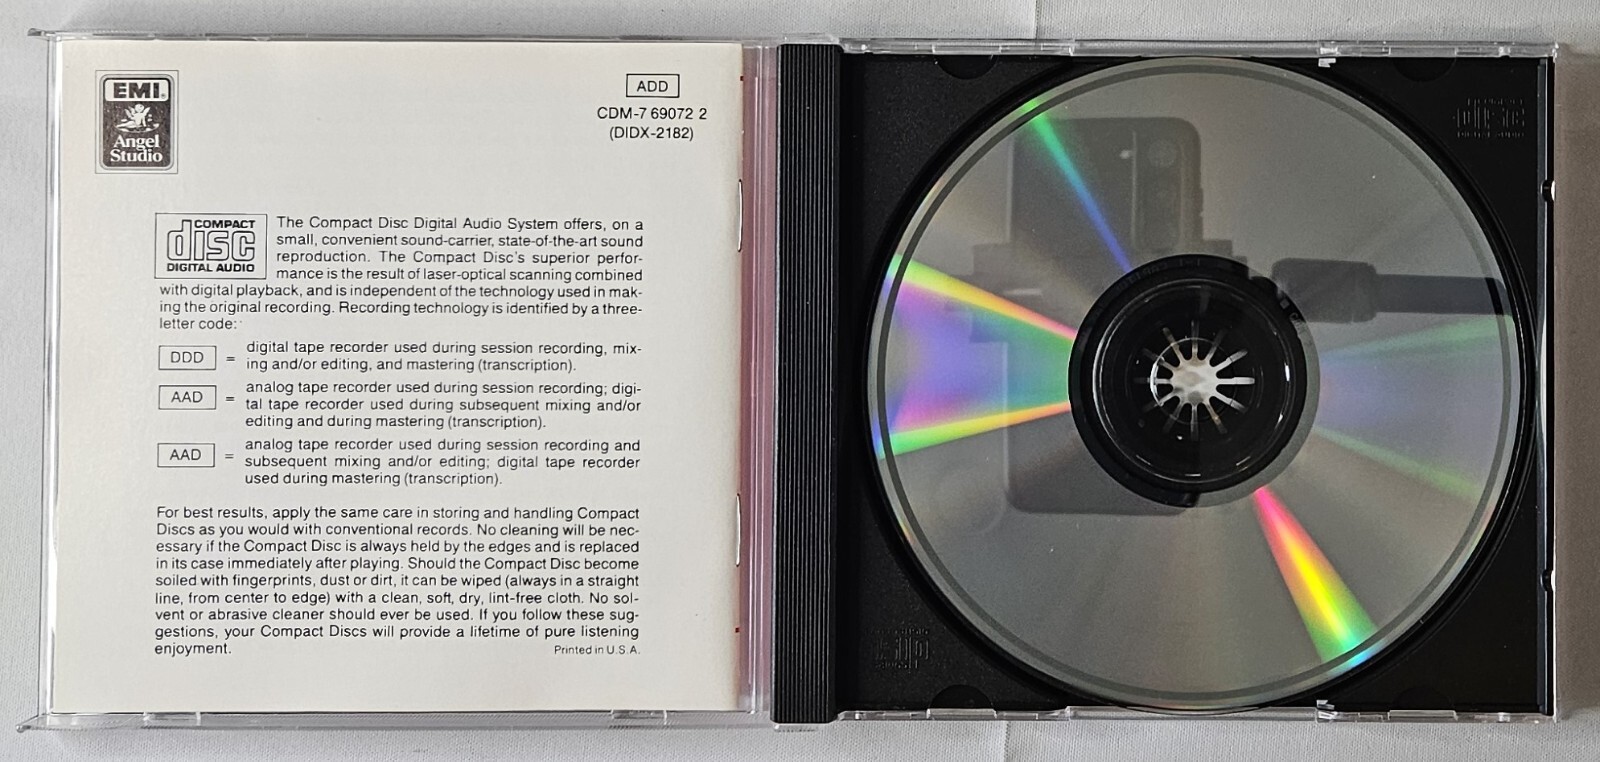 EMI
Angel
Studio
ADD
CDM-7 69072 2
(DIDX-2182)
COMPACT
disc
DIGITAL AUDIO
The Compact Disc Digital Audio System offers, on a
small, convenient sound-carrier, state-of-the-art sound
reproduction. The Compact Disc's superior perfor-
mance is the result of laser-optical scanning combined
with digital playback, and is independent of the technology used in mak-
ing the original recording. Recording technology is identified by a three-
letter code:
DDD = digital tape recorder used during session recording, mix-
ing and/or editing, and mastering (transcription).
AAD = analog tape recorder used during session recording; digi-
tal tape recorder used during subsequent mixing and/or
editing and during mastering (transcription).
AAD = analog tape recorder used during session recording and
subsequent mixing and/or editing; digital tape recorder
used during mastering (transcription).
For best results, apply the same care in storing and handling Compact
Discs as you would with conventional records. No cleaning will be nec-
essary if the Compact Disc is always held by the edges and is replaced
in its case immediately after playing. Should the Compact Disc become
soiled with fingerprints, dust or dirt, it can be wiped (always in a straight
line, from center to edge) with a clean, soft, dry, lint-free cloth. No sol-
vent or abrasive cleaner should ever be used. If you follow these sug-
gestions, your Compact Discs will provide a lifetime of pure listening
enjoyment.
Printed in U.S.A.
disc